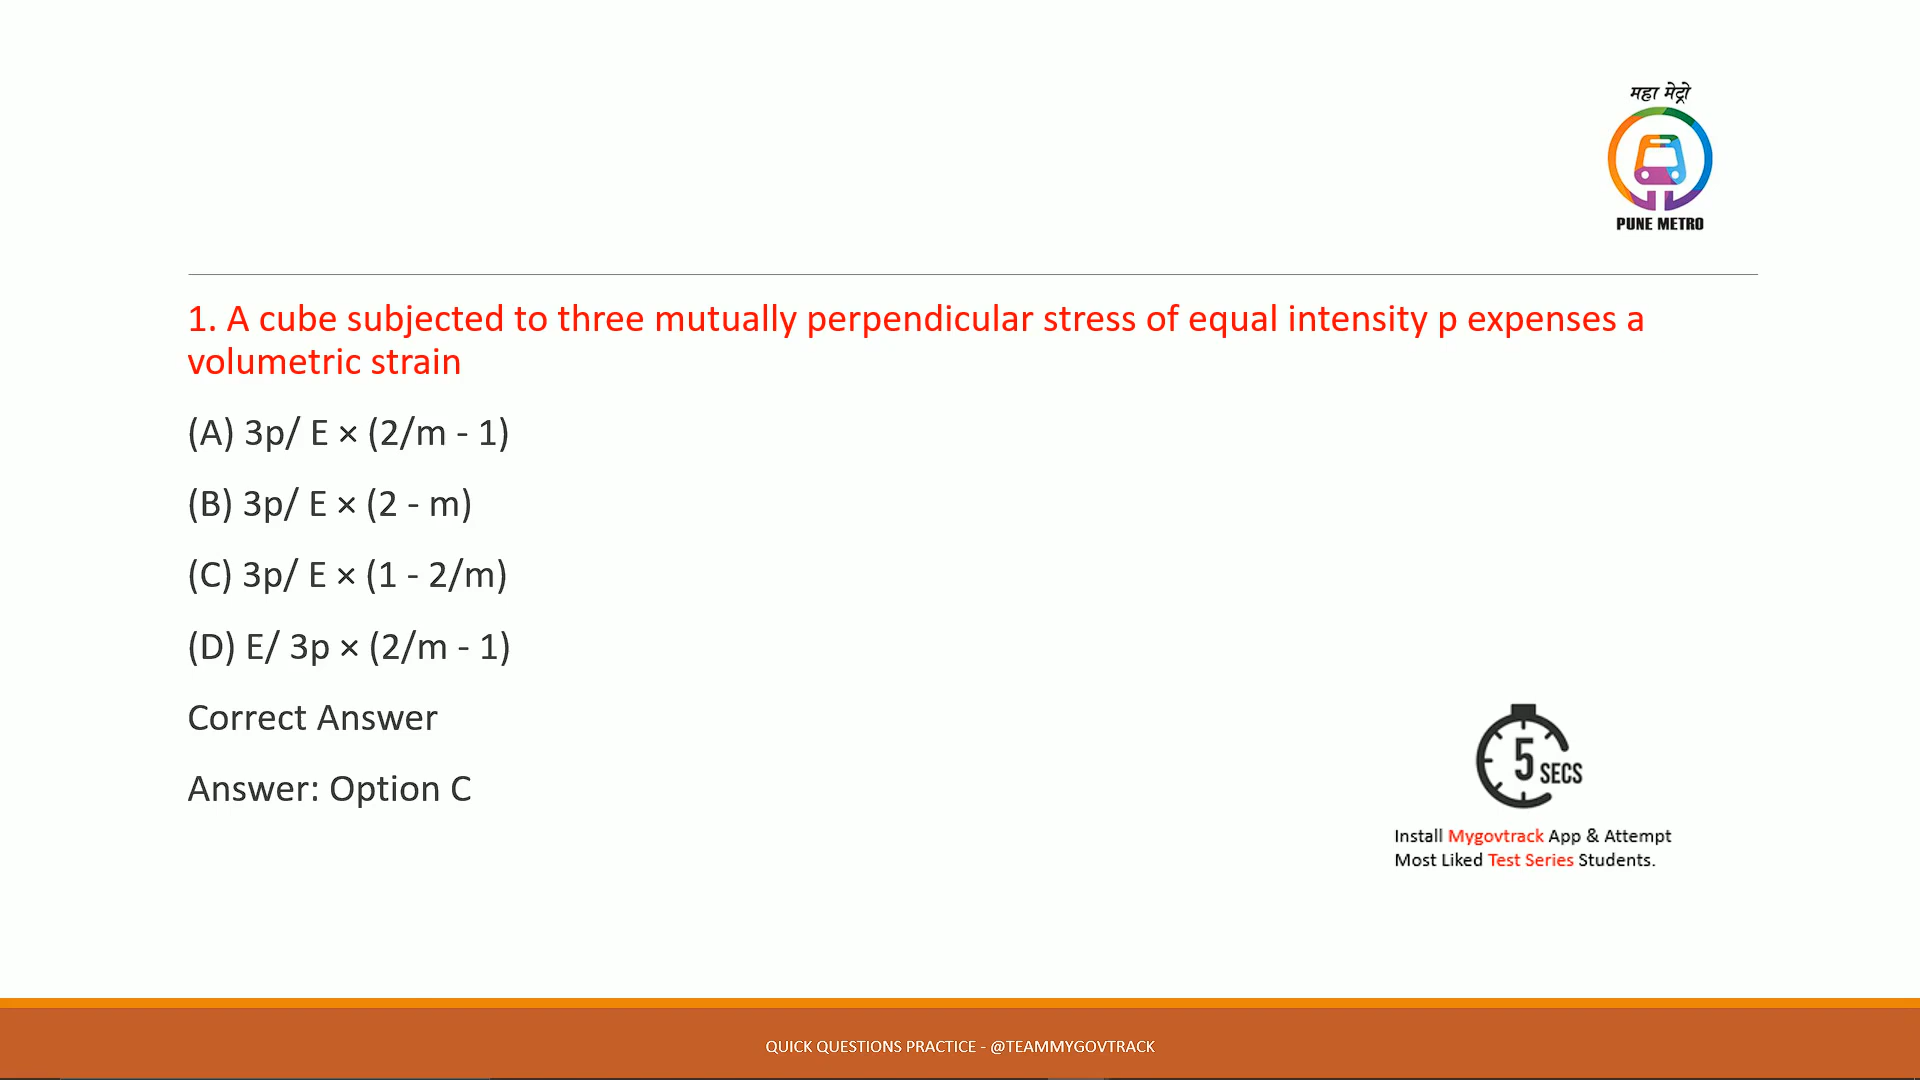 महा मेट्रो
PUNE METRO
1. A cube subjected to three mutually perpendicular stress of equal intensity p expenses a
volumetric strain
(A) 3p/ E × (2/m - 1)
(B) 3p/ E × (2 - m)
(C) 3p/ E × (1 - 2/m)
(D) E/ 3p × (2/m - 1)
Correct Answer
Answer: Option C
5 SECS
Install Mygovtrack App & Attempt
Most Liked Test Series Students.
QUICK QUESTIONS PRACTICE - @TEAMMYGOVTRACK